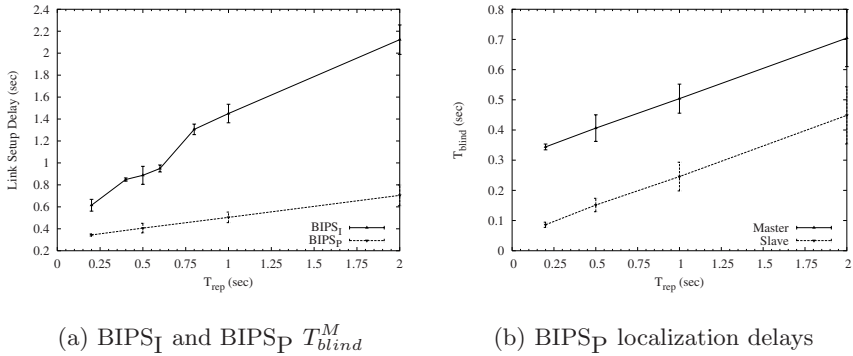 2.4
2.2
2
1.8
1.6
1.4
1.2
1
0.8
0.6
0.4
0.2
Link Setup Delay (sec)
0 0.25 0.5 0.75 1 1.25 1.5 1.75 2
T_rep (sec)
BIPS_I
BIPS_P
(a) BIPS_I and BIPS_P T^M_blind
0.8
0.7
0.6
0.5
0.4
0.3
0.2
0.1
0
T_blind (sec)
0 0.25 0.5 0.75 1 1.25 1.5 1.75 2
T_rep (sec)
Master
Slave
(b) BIPS_P localization delays